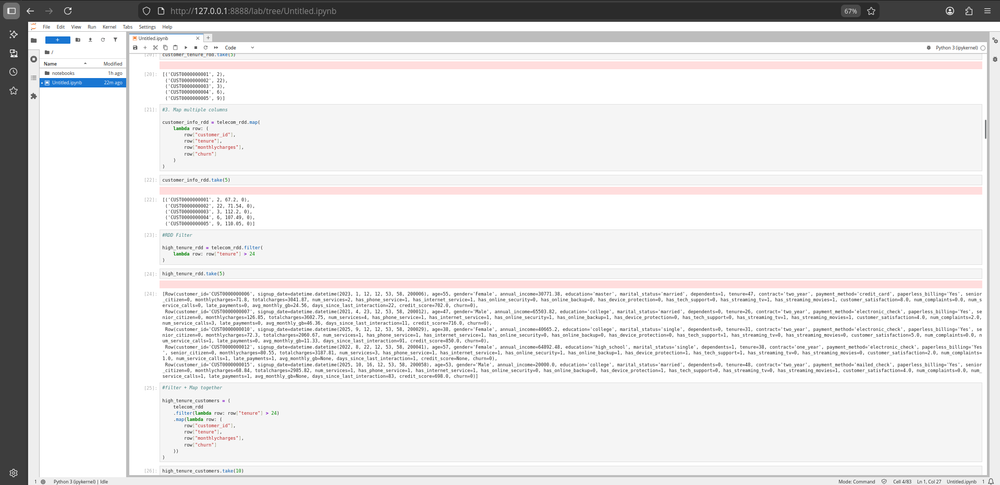 http://127.0.0.1:8888/lab/tree/Untitled.ipynb
67%
File Edit View Run Kernel Tabs Settings Help
+
/
Name Modified
notebooks 1h ago
Untitled.ipynb 22m ago
Untitled.ipynb
Code
Python 3 (ipykernel)
[20]: customer_tenure_rdd.take(5)
[20]: [('CUST0000000001', 2),
('CUST0000000002', 22),
('CUST0000000003', 3),
('CUST0000000004', 6),
('CUST0000000005', 9)]
[21]: #3. Map multiple columns
customer_info_rdd = telecom_rdd.map(
lambda row: (
row["customer_id"],
row["tenure"],
row["monthlycharges"],
row["churn"]
)
)
[22]: customer_info_rdd.take(5)
[22]: [('CUST0000000001', 2, 67.2, 0),
('CUST0000000002', 22, 71.54, 0),
('CUST0000000003', 3, 112.2, 0),
('CUST0000000004', 6, 107.49, 0),
('CUST0000000005', 9, 110.05, 0)]
[23]: #RDD Filter
high_tenure_rdd = telecom_rdd.filter(
lambda row: row["tenure"] > 24
)
[24]: high_tenure_rdd.take(5)
[24]: [Row(customer_id='CUST0000000006', signup_date=datetime.datetime(2023, 1, 12, 12, 53, 58, 200006), age=55, gender='Female', annual_income=30771.38, education='master', marital_status='married', dependents=1, tenure=47, contract='two_year', payment_method='credit_card', paperless_billing='Yes', senior
_citizen=0, monthlycharges=71.8, totalcharges=3041.87, num_services=2, has_phone_service=1, has_internet_service=1, has_online_security=0, has_online_backup=0, has_device_protection=0, has_tech_support=0, has_streaming_tv=1, has_streaming_movies=1, customer_satisfaction=8.0, num_complaints=0.0, num_s
ervice_calls=0, late_payments=0, avg_monthly_gb=24.56, days_since_last_interaction=22, credit_score=702.0, churn=0),
Row(customer_id='CUST0000000007', signup_date=datetime.datetime(2021, 4, 23, 12, 53, 58, 200012), age=47, gender='Male', annual_income=65503.82, education='college', marital_status='married', dependents=0, tenure=26, contract='two_year', payment_method='electronic_check', paperless_billing='Yes', se
nior_citizen=0, monthlycharges=126.85, totalcharges=3602.75, num_services=4, has_phone_service=1, has_internet_service=1, has_online_security=1, has_online_backup=1, has_device_protection=0, has_tech_support=0, has_streaming_tv=1, has_streaming_movies=1, customer_satisfaction=4.0, num_complaints=2.0,
num_service_calls=3, late_payments=0, avg_monthly_gb=46.36, days_since_last_interaction=11, credit_score=716.0, churn=0),
Row(customer_id='CUST0000000010', signup_date=datetime.datetime(2025, 9, 12, 12, 53, 58, 200029), age=38, gender='Female', annual_income=40665.2, education='college', marital_status='single', dependents=0, tenure=31, contract='two_year', payment_method='electronic_check', paperless_billing='Yes', se
nior_citizen=0, monthlycharges=72.3, totalcharges=2060.67, num_services=1, has_phone_service=1, has_internet_service=1, has_online_security=0, has_online_backup=0, has_device_protection=0, has_tech_support=1, has_streaming_tv=0, has_streaming_movies=0, customer_satisfaction=5.0, num_complaints=0.0, n
um_service_calls=1, late_payments=0, avg_monthly_gb=11.33, days_since_last_interaction=91, credit_score=850.0, churn=0),
Row(customer_id='CUST0000000012', signup_date=datetime.datetime(2022, 8, 22, 12, 53, 58, 200041), age=57, gender='Female', annual_income=64892.48, education='high_school', marital_status='single', dependents=1, tenure=38, contract='one_year', payment_method='electronic_check', paperless_billing='Yes
', senior_citizen=0, monthlycharges=80.55, totalcharges=3187.81, num_services=3, has_phone_service=1, has_internet_service=1, has_online_security=1, has_online_backup=1, has_device_protection=1, has_tech_support=1, has_streaming_tv=0, has_streaming_movies=0, customer_satisfaction=2.0, num_complaints=
1.0, num_service_calls=1, late_payments=1, avg_monthly_gb=None, days_since_last_interaction=1, credit_score=None, churn=0),
Row(customer_id='CUST0000000015', signup_date=datetime.datetime(2025, 10, 16, 12, 53, 58, 200058), age=53, gender='Male', annual_income=20000.0, education='college', marital_status='married', dependents=0, tenure=48, contract='two_year', payment_method='mailed_check', paperless_billing='Yes', senior
_citizen=0, monthlycharges=68.84, totalcharges=2985.82, num_services=1, has_phone_service=1, has_internet_service=1, has_online_security=0, has_online_backup=0, has_device_protection=1, has_tech_support=0, has_streaming_tv=0, has_streaming_movies=1, customer_satisfaction=4.0, num_complaints=0.0, num_
service_calls=1, late_payments=1, avg_monthly_gb=None, days_since_last_interaction=83, credit_score=698.0, churn=0)]
[25]: #filter + Map together
high_tenure_customers = (
telecom_rdd
.filter(lambda row: row["tenure"] > 24)
.map(lambda row: (
row["customer_id"],
row["tenure"],
row["monthlycharges"],
row["churn"]
))
)
[26]: high_tenure_customers.take(10)
1 Python 3 (ipykernel) | Idle
Mode: Command Cell 4/83 Ln 1, Col 27 Untitled.ipynb 1